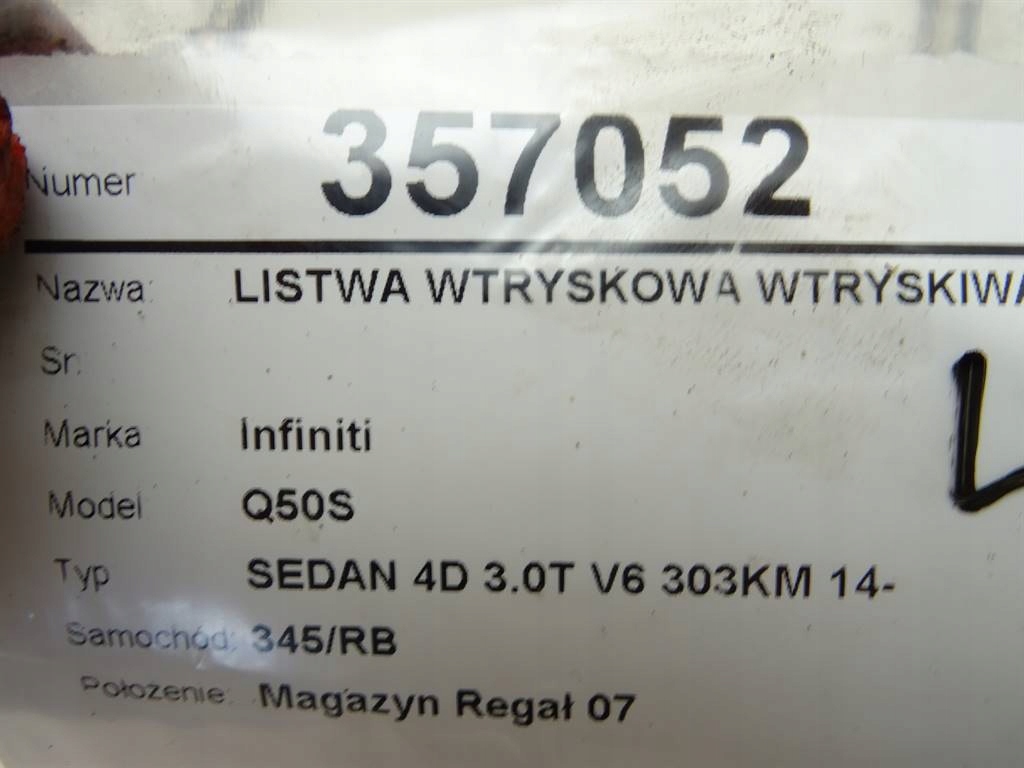 Numer 357052
Nazwa: LISTWA WTRYSKOWA WTRYSKIWA
Sr.
Marka Infiniti
Model Q50S
Typ SEDAN 4D 3.0T V6 303KM 14-
Samochód: 345/RB
Położenie: Magazyn Regał 07